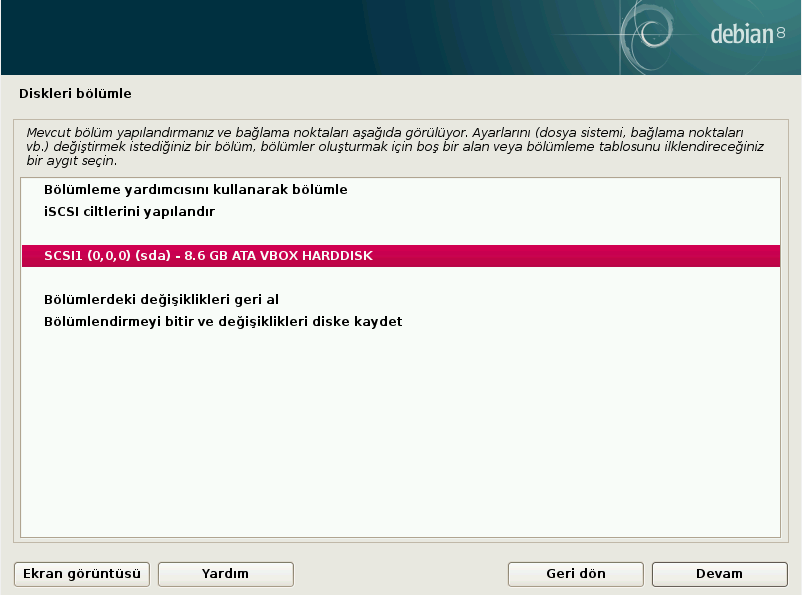 debian 8
Diskleri bölümle
Mevcut bölüm yapılandırmanız ve bağlama noktaları aşağıda görülüyor. Ayarlarını (dosya sistemi, bağlama noktaları
vb.) değiştirmek istediğiniz bir bölüm, bölümler oluşturmak için boş bir alan veya bölümleme tablosunu ilklendireceğiniz
bir aygıt seçin.
Bölümleme yardımcısını kullanarak bölümle
iSCSI ciltlerini yapılandır
SCSI1 (0,0,0) (sda) - 8.6 GB ATA VBOX HARDDISK
Bölümlerdeki değişiklikleri geri al
Bölümlendirmeyi bitir ve değişiklikleri diske kaydet
Ekran görüntüsü Yardım Geri dön Devam